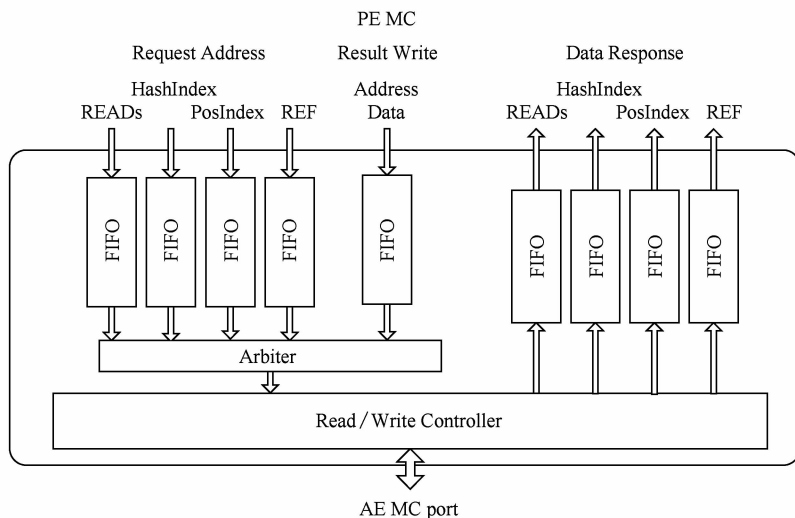 PE MC
Request Address Result Write Data Response
HashIndex Address HashIndex
READs PosIndex REF Data READs PosIndex REF
FIFO FIFO FIFO FIFO FIFO FIFO FIFO FIFO FIFO
Arbiter
Read / Write Controller
AE MC port